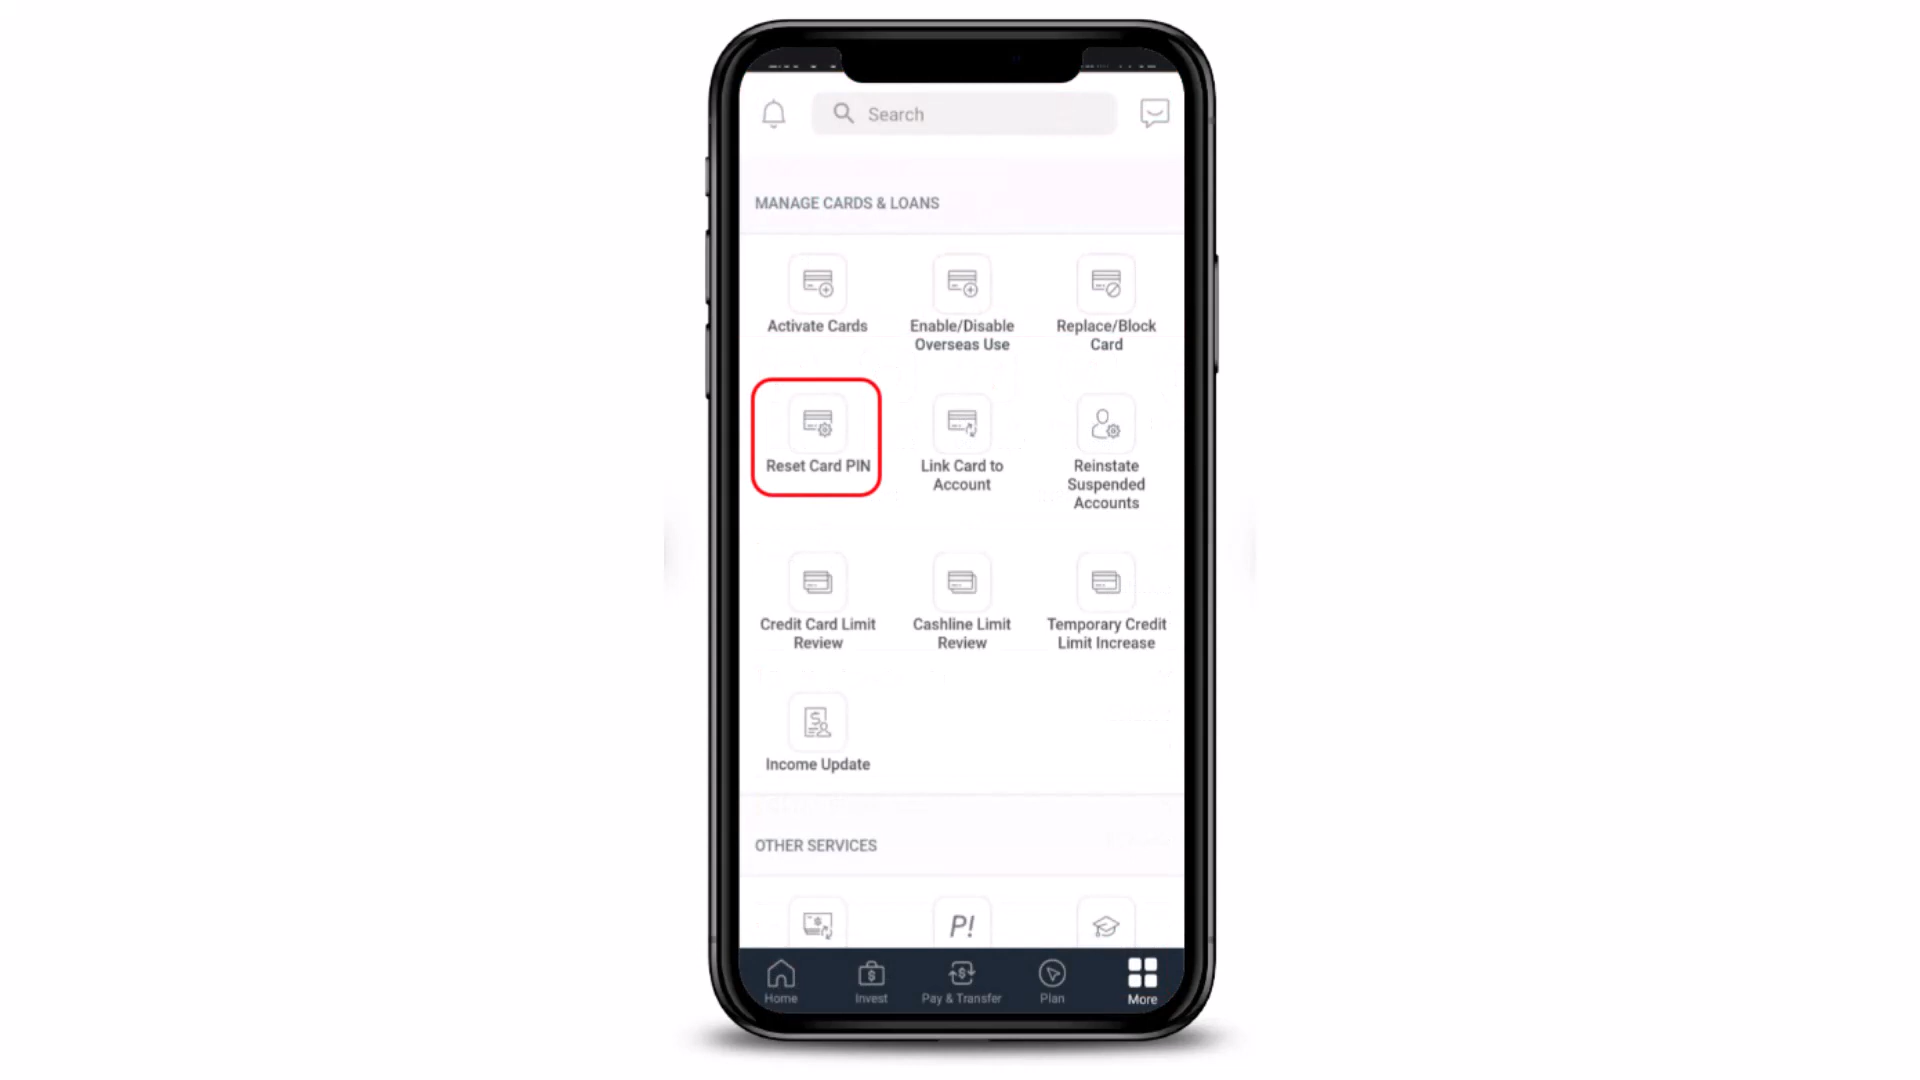 Search
MANAGE CARDS & LOANS
Activate Cards
Enable/Disable
Overseas Use
Replace/Block
Card
Reset Card PIN
Link Card to
Account
Reinstate
Suspended
Accounts
Credit Card Limit
Review
Cashline Limit
Review
Temporary Credit
Limit Increase
Income Update
OTHER SERVICES
P!
Home
Invest
Pay & Transfer
Plan
More